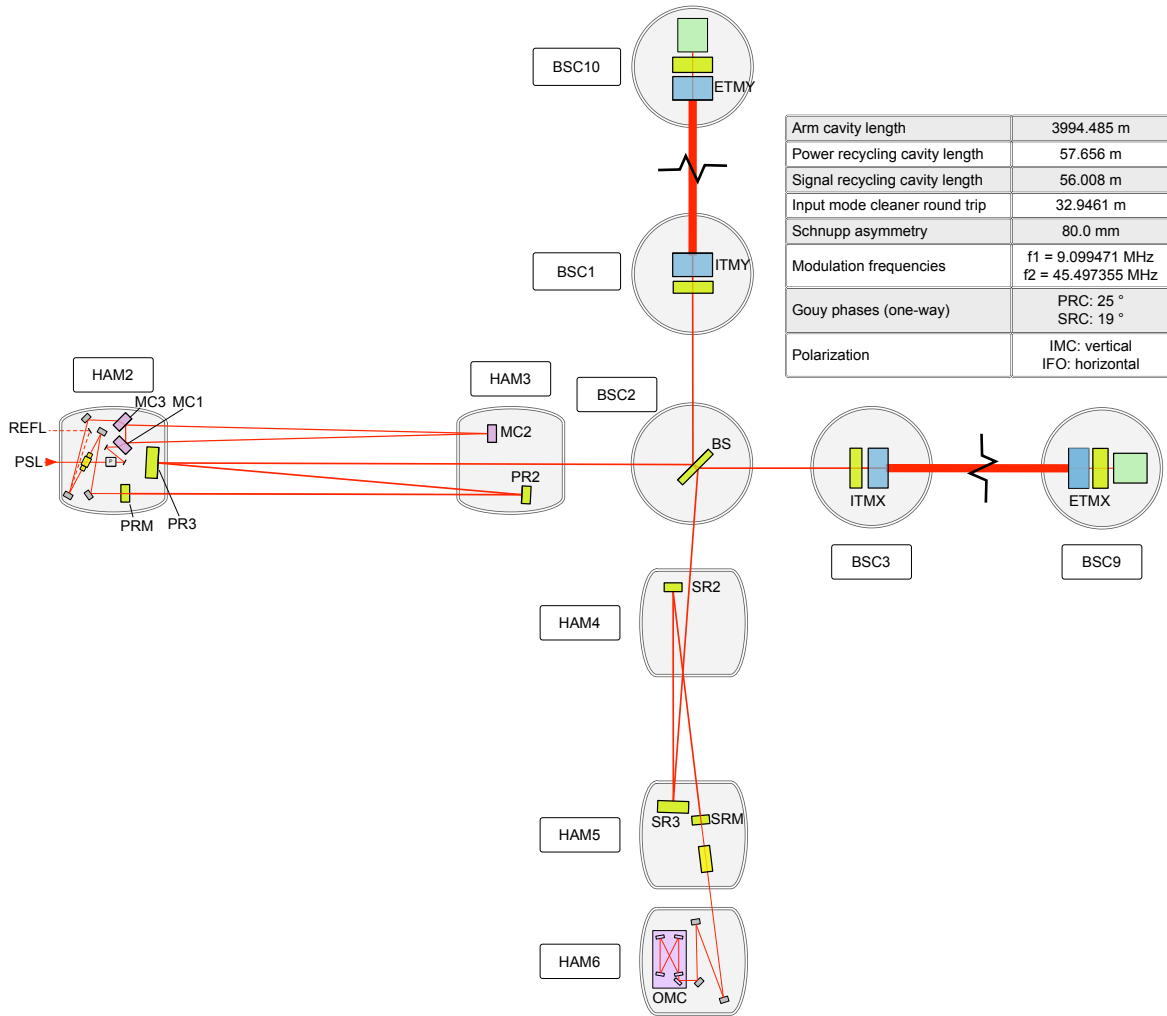 BSC10
ETMY
Arm cavity length 3994.485 m
Power recycling cavity length 57.656 m
Signal recycling cavity length 56.008 m
Input mode cleaner round trip 32.9461 m
Schnupp asymmetry 80.0 mm
Modulation frequencies f1 = 9.099471 MHz
f2 = 45.497355 MHz
Gouy phases (one-way) PRC: 25 °
SRC: 19 °
Polarization IMC: vertical
IFO: horizontal
BSC1
ITMY
HAM2
HAM3
BSC2
MC3 MC1
REFL
MC2
BS
PSL
P
PR2
PRM
PR3
ITMX
ETMX
BSC3
BSC9
HAM4
SR2
SR3
SRM
HAM5
HAM6
OMC